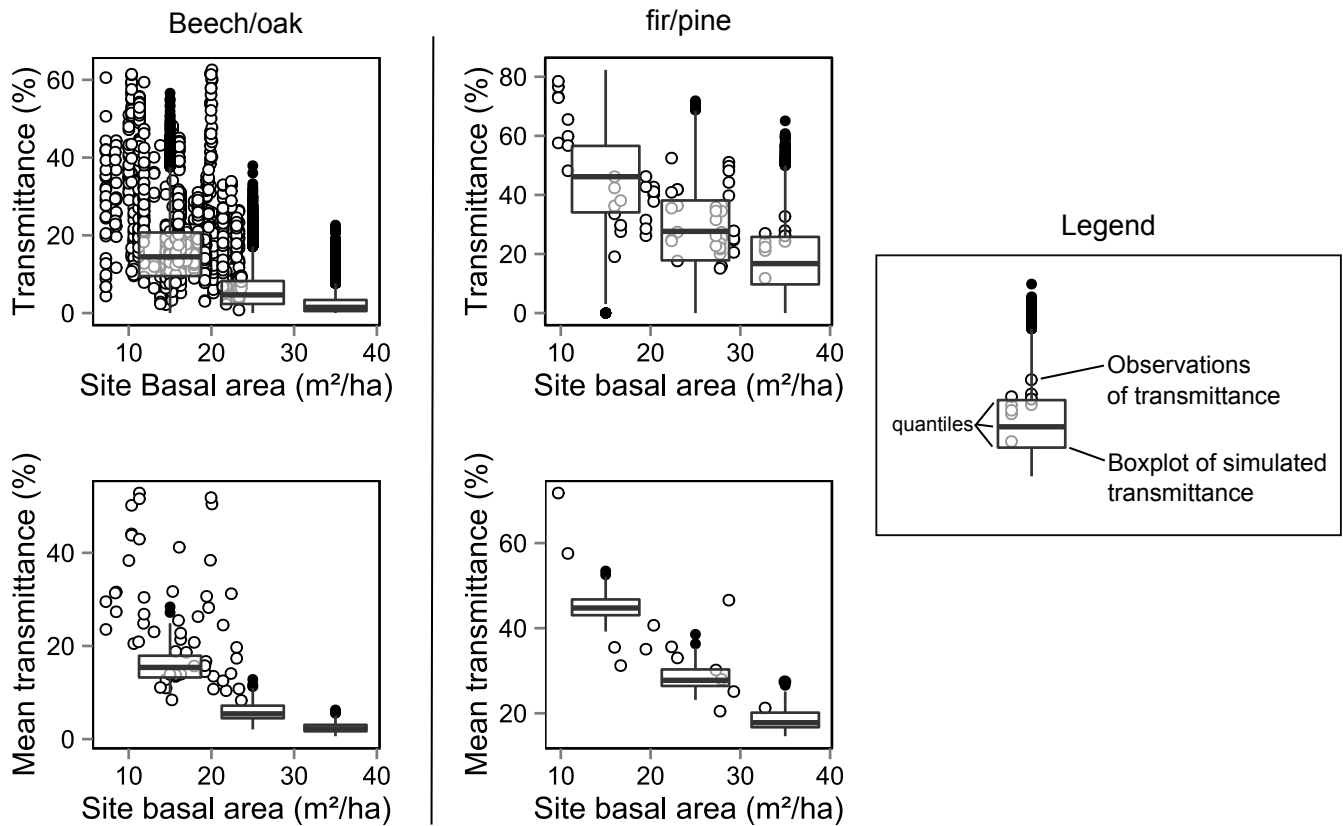 Beech/oak
fir/pine
Transmittance (%)
60
40
20
0
10
20
30
40
Site Basal area (m²/ha)
Transmittance (%)
80
60
40
20
0
10
20
30
40
Site basal area (m²/ha)
Legend
Observations
of transmittance
quantiles
Boxplot of simulated
transmittance
Mean transmittance (%)
40
20
0
10
20
30
40
Site basal area (m²/ha)
Mean transmittance (%)
60
40
20
10
20
30
40
Site basal area (m²/ha)